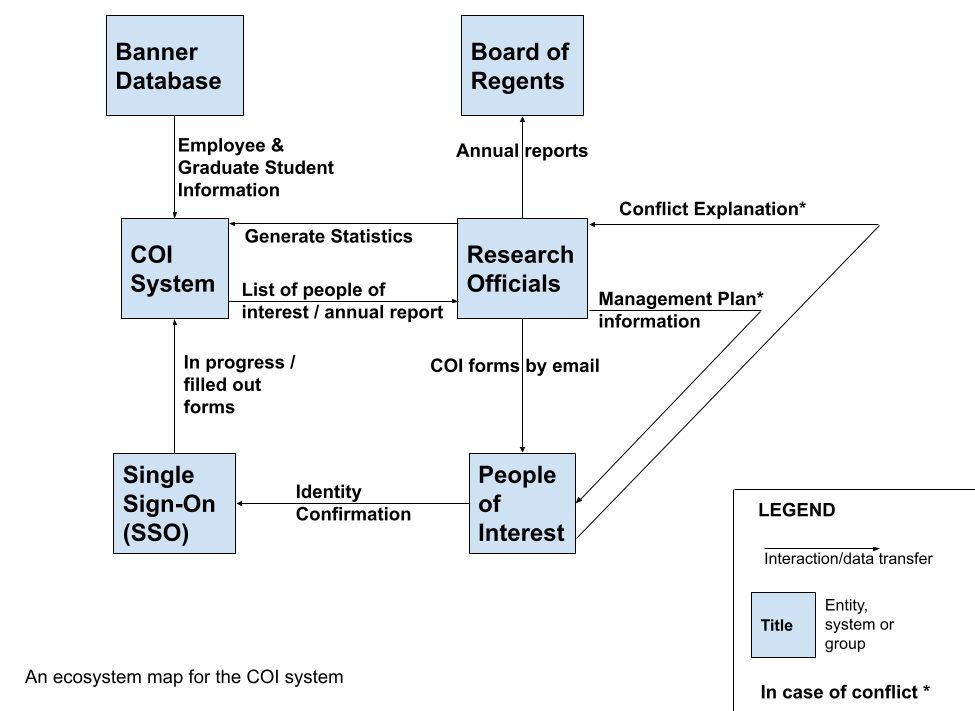 Banner
Database
Board of
Regents
Employee &
Graduate Student
Information
Annual reports
Conflict Explanation*
COI
System
Generate Statistics
Research
Officials
List of people of
interest / annual report
Management Plan*
information
In progress /
filled out
forms
COI forms by email
Single
Sign-On
(SSO)
Identity
Confirmation
People
of
Interest
LEGEND
Interaction/data transfer
Title
Entity,
system or
group
In case of conflict *
An ecosystem map for the COI system